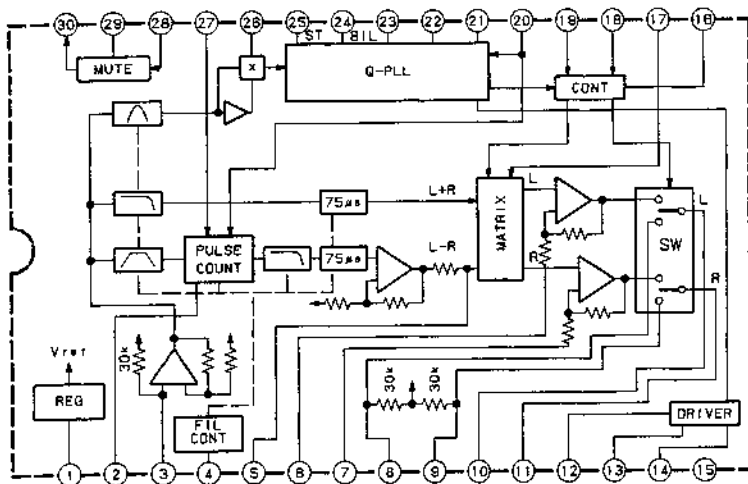 30 29 28 27 26 25 24 23 22 21 20 19 18 17 16
ST BIL
MUTE
X
Q-PLL
CONT
L+R
75μs
MATRIX
L
L
SW
PULSE COUNT
75μs
L-R
R
R
30k
Vref
REG
FIL CONT
30k 30k
DRIVER
1 2 3 4 5 6 7 8 9 10 11 12 13 14 15